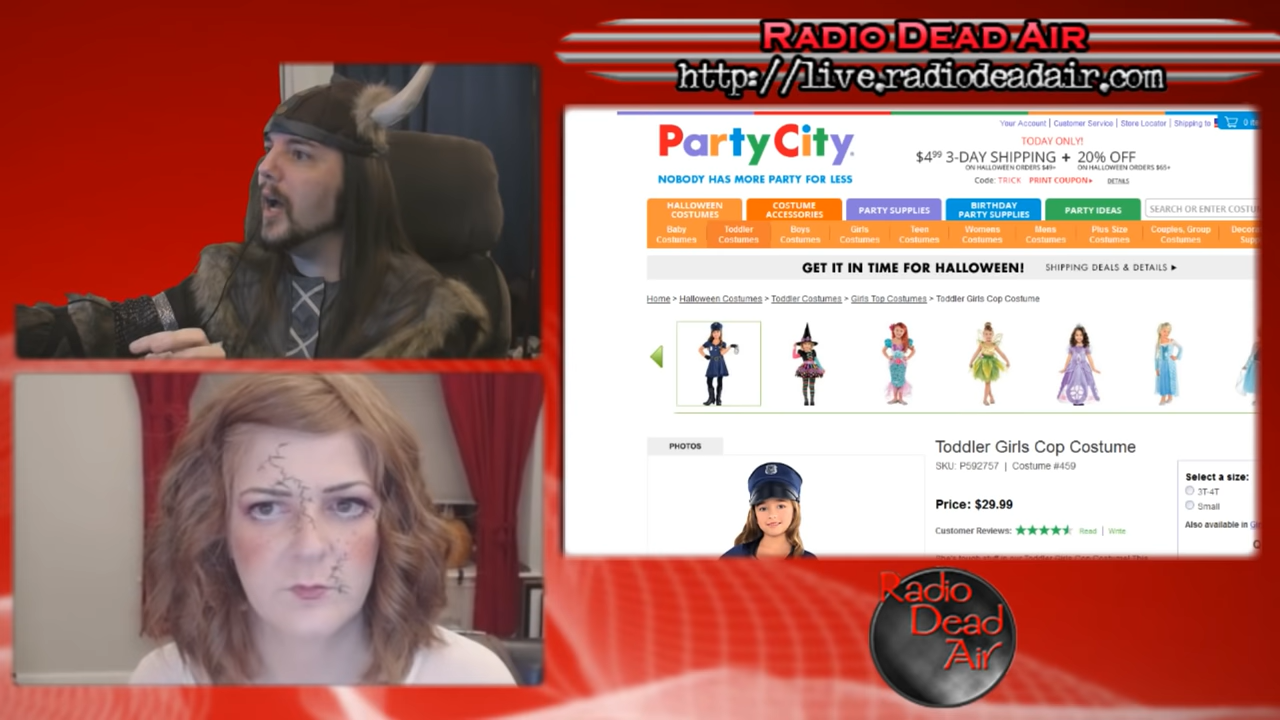 Radio Dead Air
http://live.radiodeadair.com
Your Account | Customer Service | Store Locator | Shipping to
Party City
NOBODY HAS MORE PARTY FOR LESS
TODAY ONLY!
$4.99 3-DAY SHIPPING + 20% OFF
ON HALLOWEEN ORDERS $49+ ON HALLOWEEN ORDERS $65+
Code: TRICK PRINT COUPON▸ DETAILS
HALLOWEEN COSTUMES
COSTUME ACCESSORIES
PARTY SUPPLIES
BIRTHDAY PARTY SUPPLIES
PARTY IDEAS
SEARCH OR ENTER
Baby Costumes
Toddler Costumes
Boys Costumes
Girls Costumes
Teen Costumes
Womens Costumes
Mens Costumes
Plus Size Costumes
Couples, Group Costumes
GET IT IN TIME FOR HALLOWEEN! SHIPPING DEALS & DETAILS ▸
Home > Halloween Costumes > Toddler Costumes > Girls Top Costumes > Toddler Girls Cop Costume
PHOTOS
Toddler Girls Cop Costume
SKU: P592757 | Costume #459
Price: $29.99
Customer Reviews: Read | Write
Select a size:
3T-4T
Small
Also available in
Radio
Dead
Air